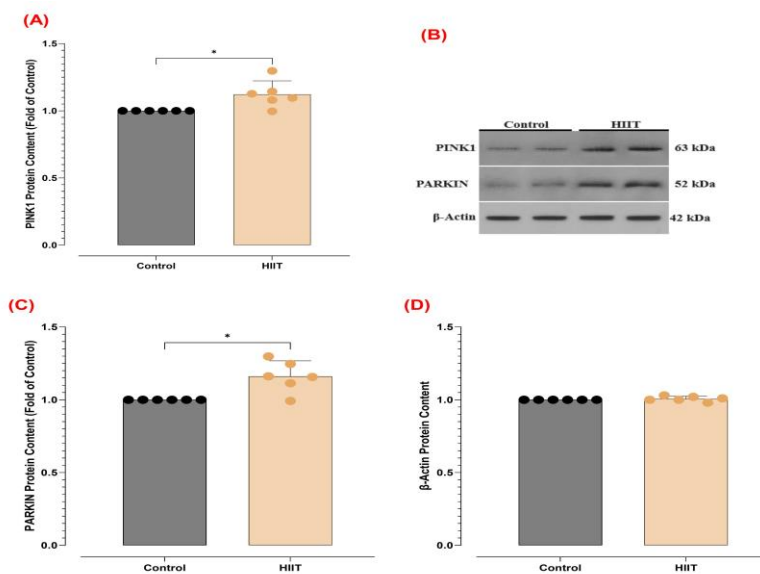 (A)
PINK1 Protein Content (Fold of Control)
1.5
1.0
0.5
0.0
*
Control HIIT
(B)
Control HIIT
PINK1 63 kDa
PARKIN 52 kDa
β-Actin 42 kDa
(C)
PARKIN Protein Content (Fold of Control)
1.5
1.0
0.5
0.0
*
Control HIIT
(D)
β-Actin Protein Content
1.5
1.0
0.5
0.0
Control HIIT